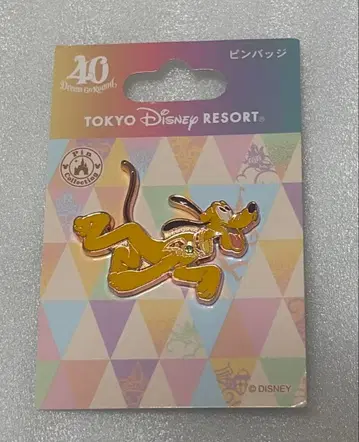 40
Dream-Go-Round
ピンバッジ
TOKYO Disney RESORT®
Pin
Collecting
© DISNEY